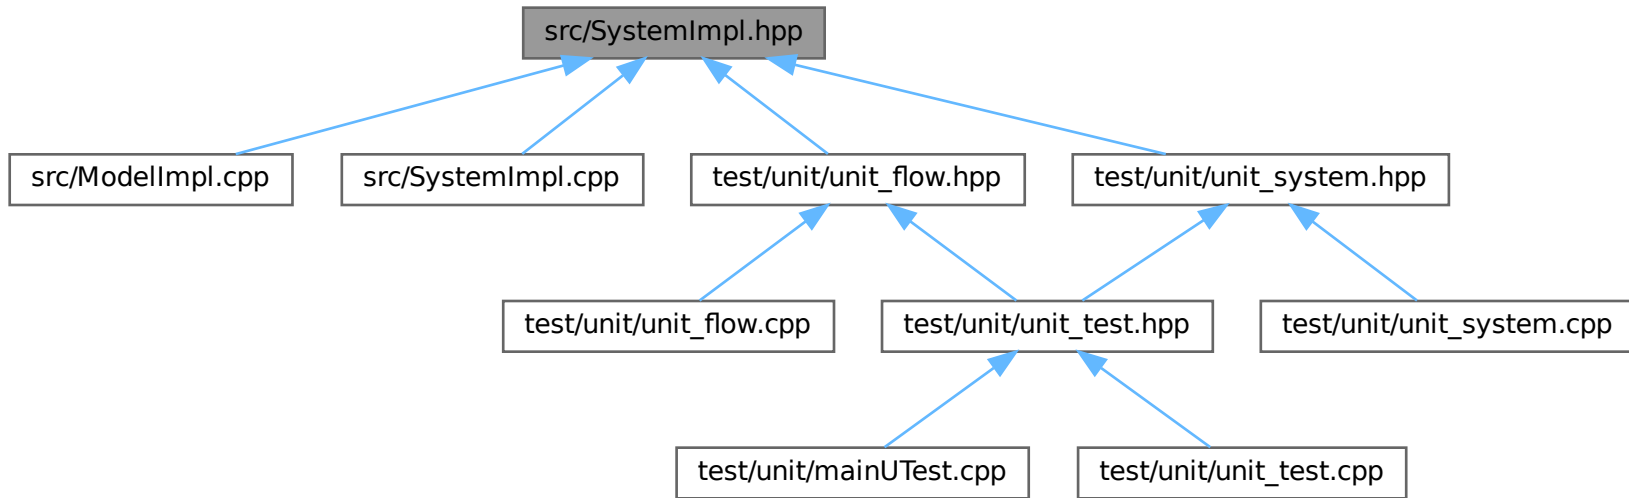 src/SystemImpl.hpp
src/ModelImpl.cpp
src/SystemImpl.cpp
test/unit/unit_flow.hpp
test/unit/unit_system.hpp
test/unit/unit_flow.cpp
test/unit/unit_test.hpp
test/unit/unit_system.cpp
test/unit/mainUTest.cpp
test/unit/unit_test.cpp